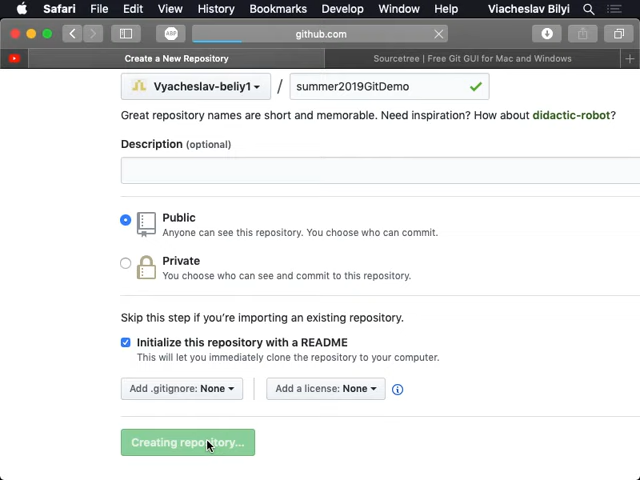 Safari File Edit View History Bookmarks Develop Window Help Viacheslav Bilyi
ABP github.com
Create a New Repository Sourcetree | Free Git GUI for Mac and Windows
Vyacheslav-beliy1 / summer2019GitDemo
Great repository names are short and memorable. Need inspiration? How about didactic-robot?
Description (optional)
Public
Anyone can see this repository. You choose who can commit.
Private
You choose who can see and commit to this repository.
Skip this step if you’re importing an existing repository.
Initialize this repository with a README
This will let you immediately clone the repository to your computer.
Add .gitignore: None Add a license: None
Creating repository...